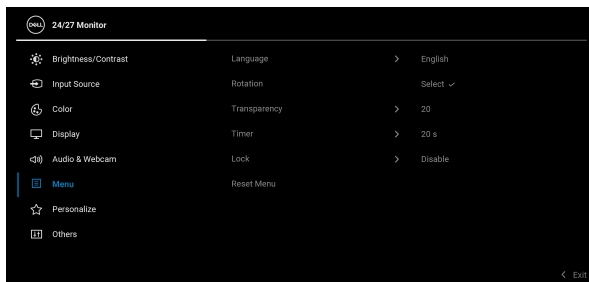 DELL 24/27 Monitor
Brightness/Contrast Language English
Input Source Rotation Select
Color Transparency 20
Display Timer 20 s
Audio & Webcam Lock Disable
Menu Reset Menu
Personalize
Others
Exit